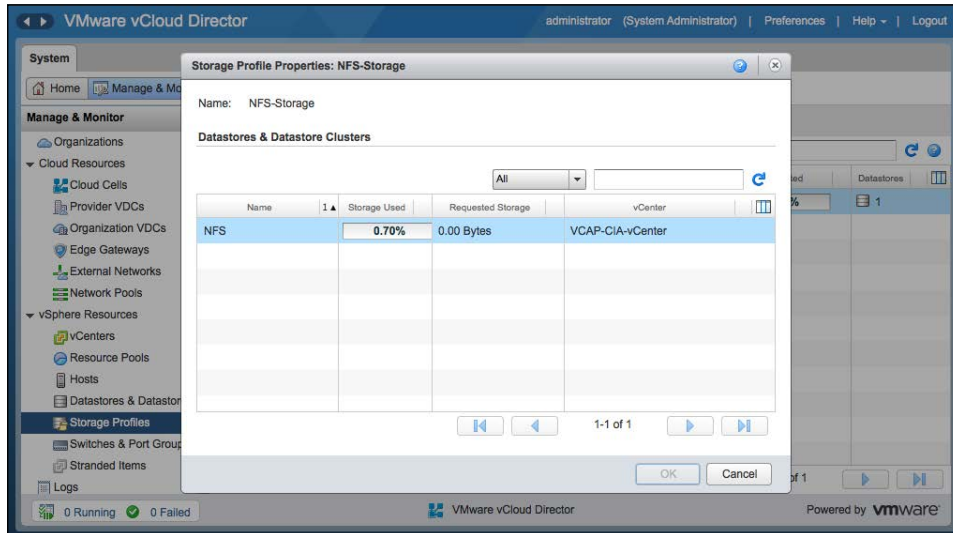 VMware vCloud Director
administrator (System Administrator) | Preferences | Help | Logout
System
Home Manage & Mo
Manage & Monitor
Organizations
Cloud Resources
Cloud Cells
Provider VDCs
Organization VDCs
Edge Gateways
External Networks
Network Pools
vSphere Resources
vCenters
Resource Pools
Hosts
Datastores & Datastor
Storage Profiles
Switches & Port Group
Stranded Items
Logs
Storage Profile Properties: NFS-Storage
Name: NFS-Storage
Datastores & Datastore Clusters
All
Name 1 Storage Used Requested Storage vCenter
NFS 0.70% 0.00 Bytes VCAP-CIA-vCenter
1-1 of 1
OK Cancel
ted Datastores
% 1
of 1
0 Running 0 Failed
VMware vCloud Director
Powered by vmware